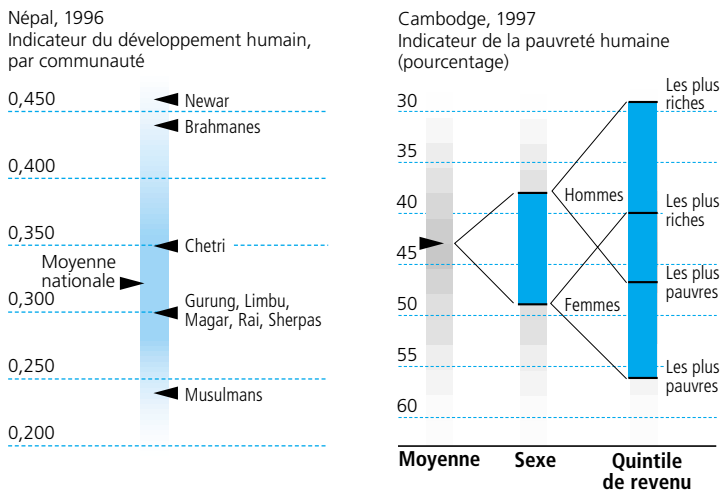 Népal, 1996
Indicateur du développement humain,
par communauté
0,450
Newar
Brahmanes
0,400
0,350
Chetri
Moyenne
nationale
0,300
Gurung, Limbu,
Magar, Rai, Sherpas
0,250
Musulmans
0,200
Cambodge, 1997
Indicateur de la pauvreté humaine
(pourcentage)
Les plus
riches
30
35
40
Hommes
Les plus
riches
45
Les plus
pauvres
50
Femmes
55
Les plus
pauvres
60
Moyenne
Sexe
Quintile
de revenu